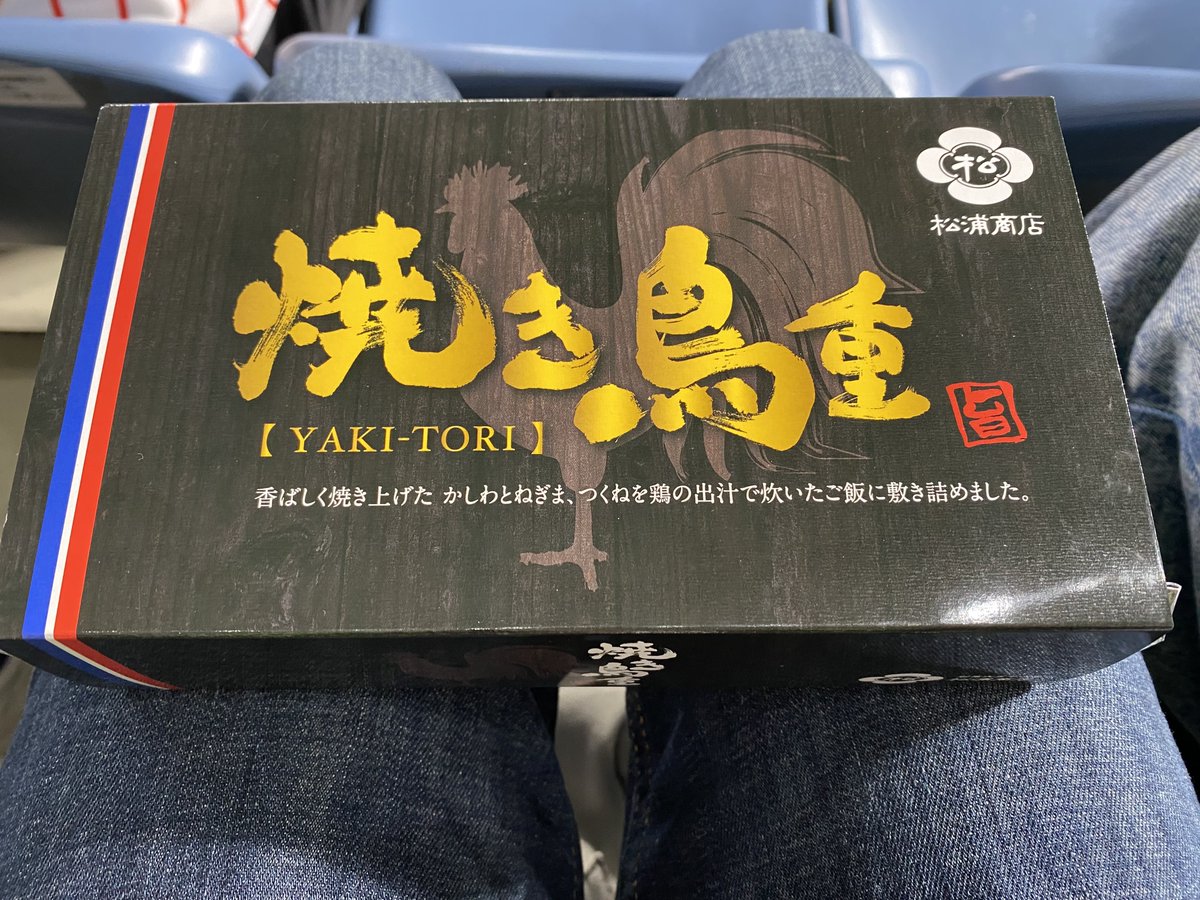 松
松浦商店
焼き鳥重
【YAKI-TORI】
旨
香ばしく焼き上げた かしわとねぎま、つくねを鶏の出汁で炊いたご飯に敷き詰めました。
焼き
鳥